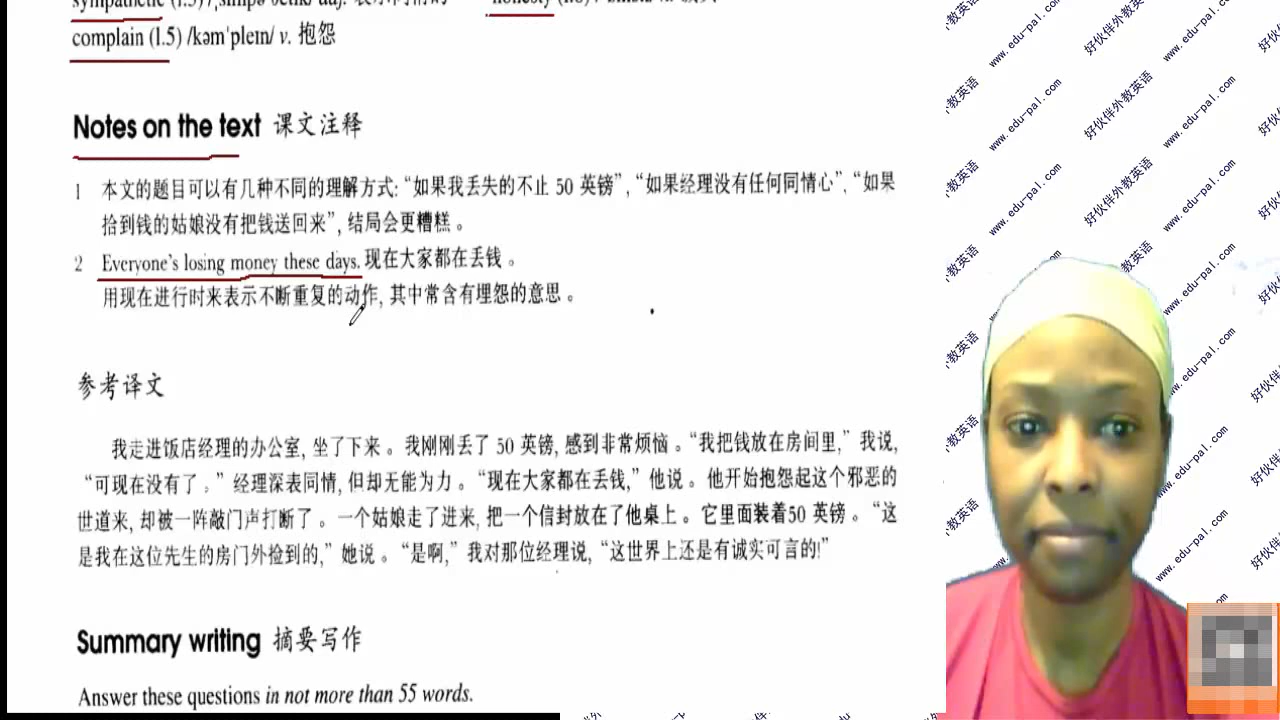 sympathetic (l.5)
honesty
complain (l.5) /kəmˈpleɪn/ v. 抱怨
Notes on the text 课文注释
1 本文的题目可以有几种不同的理解方式:“如果我丢失的不止 50 英镑”, “如果经理没有任何同情心”, “如果
拾到钱的姑娘没有把钱送回来”, 结局会更糟糕。
2 Everyone's losing money these days. 现在大家都在丢钱。
用现在进行时来表示不断重复的动作, 其中常含有埋怨的意思。
参考译文
我走进饭店经理的办公室, 坐了下来。我刚刚丢了 50 英镑, 感到非常烦恼。“我把钱放在房间里,” 我说,
“可现在没有了。” 经理深表同情, 但却无能为力。“现在大家都在丢钱,” 他说。他开始抱怨起这个邪恶的
世道来, 却被一阵敲门声打断了。一个姑娘走了进来, 把一个信封放在了他桌上。它里面装着50 英镑。“这
是我在这位先生的房门外捡到的,” 她说。“是啊,” 我对那位经理说, “这世界上还是有诚实可言的!”
Summary writing 摘要写作
Answer these questions in not more than 55 words.
好伙伴外教英语
www.edu-pal.com